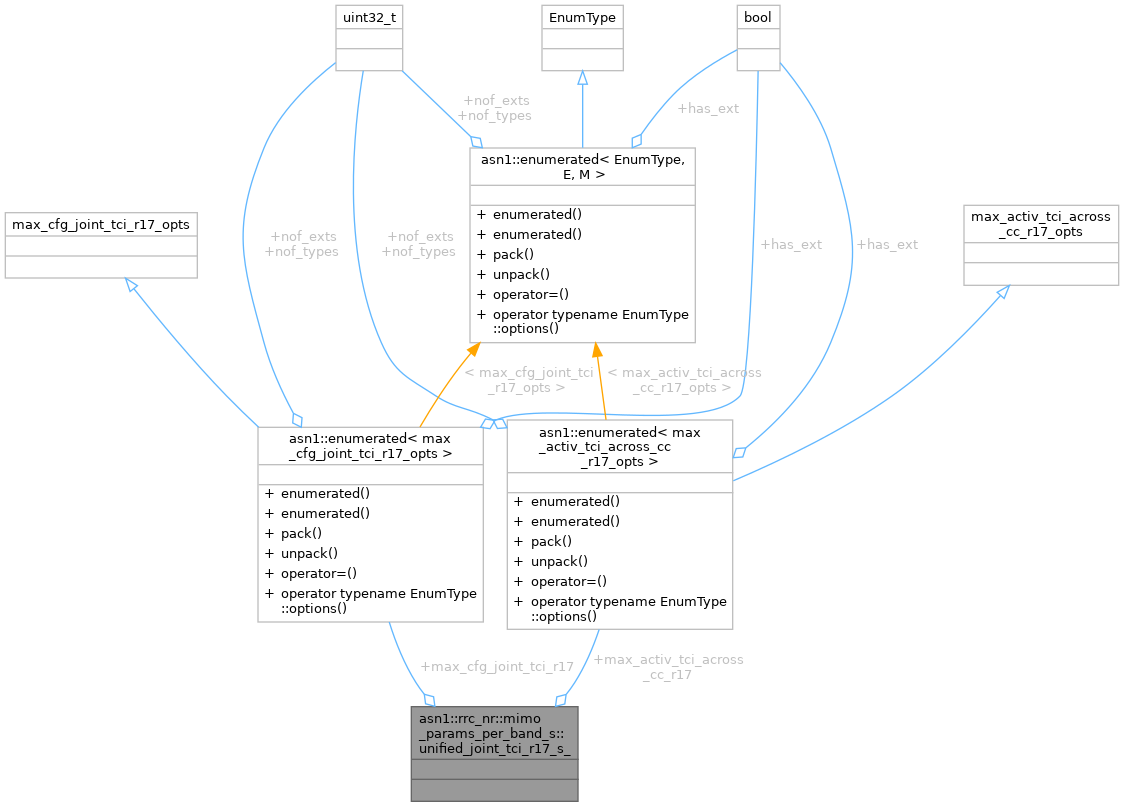 uint32_t
EnumType
bool
+nof_exts
+nof_types
+has_ext
asn1::enumerated< EnumType,
E, M >
+ enumerated()
+ enumerated()
+ pack()
+ unpack()
+ operator=()
+ operator typename EnumType
::options()
max_cfg_joint_tci_r17_opts
max_activ_tci_across
_cc_r17_opts
+nof_exts
+nof_types
+nof_exts
+nof_types
+has_ext
+has_ext
< max_cfg_joint_tci
_r17_opts >
< max_activ_tci_across
_cc_r17_opts >
asn1::enumerated< max
_cfg_joint_tci_r17_opts >
+ enumerated()
+ enumerated()
+ pack()
+ unpack()
+ operator=()
+ operator typename EnumType
::options()
asn1::enumerated< max
_activ_tci_across_cc
_r17_opts >
+ enumerated()
+ enumerated()
+ pack()
+ unpack()
+ operator=()
+ operator typename EnumType
::options()
+max_cfg_joint_tci_r17
+max_activ_tci_across
_cc_r17
asn1::rrc_nr::mimo
_params_per_band_s::
unified_joint_tci_r17_s_